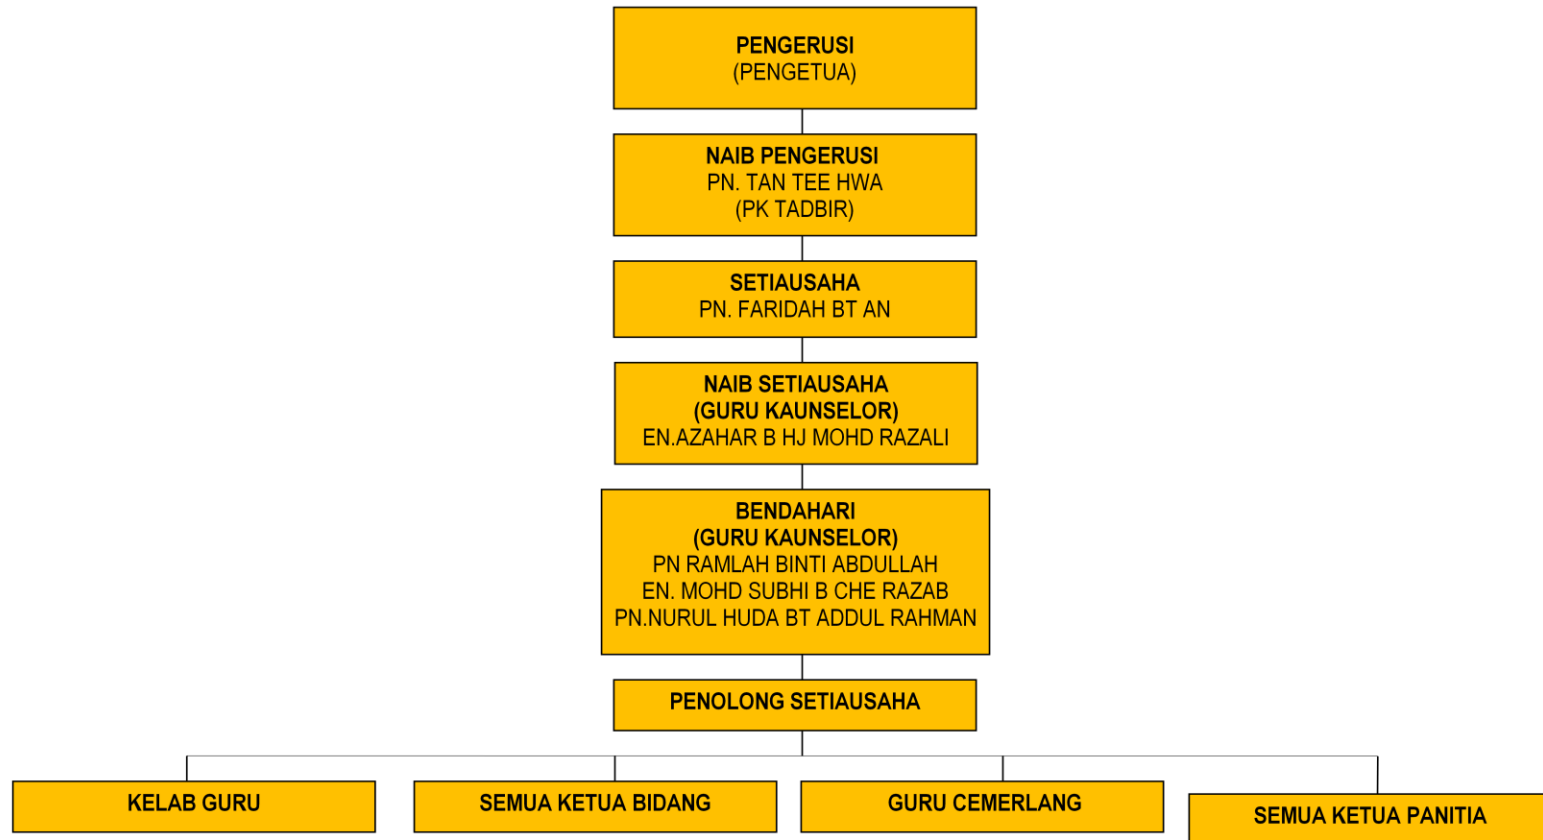 PENGERUSI
(PENGETUA)
NAIB PENGERUSI
PN. TAN TEE HWA
(PK TADBIR)
SETIAUSAHA
PN. FARIDAH BT AN
NAIB SETIAUSAHA
(GURU KAUNSELOR)
EN.AZAHAR B HJ MOHD RAZALI
BENDAHARI
(GURU KAUNSELOR)
PN RAMLAH BINTI ABDULLAH
EN. MOHD SUBHI B CHE RAZAB
PN.NURUL HUDA BT ADDUL RAHMAN
PENOLONG SETIAUSAHA
KELAB GURU
SEMUA KETUA BIDANG
GURU CEMERLANG
SEMUA KETUA PANITIA